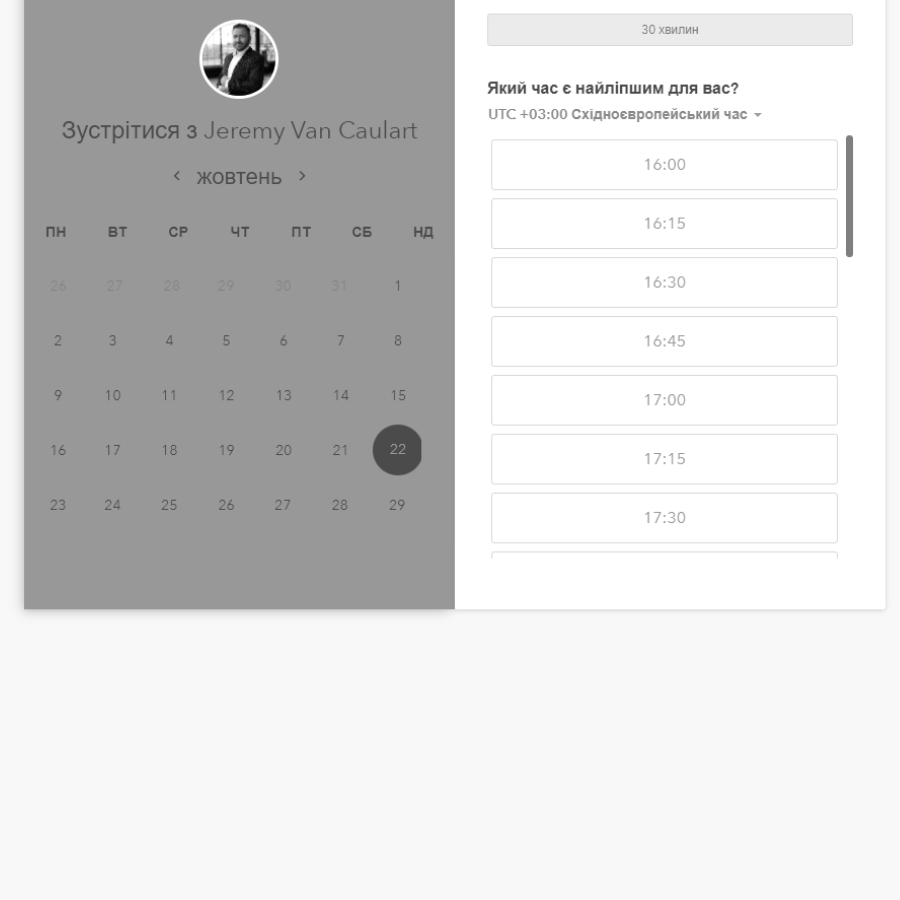 Зустрітися з Jeremy Van Caulart
жовтень
ПН ВТ СР ЧТ ПТ СБ НД
26 27 28 29 30 31 1
2 3 4 5 6 7 8
9 10 11 12 13 14 15
16 17 18 19 20 21 22
23 24 25 26 27 28 29
30 хвилин
Який час є найліпшим для вас?
UTC +03:00 Східноєвропейський час
16:00
16:15
16:30
16:45
17:00
17:15
17:30